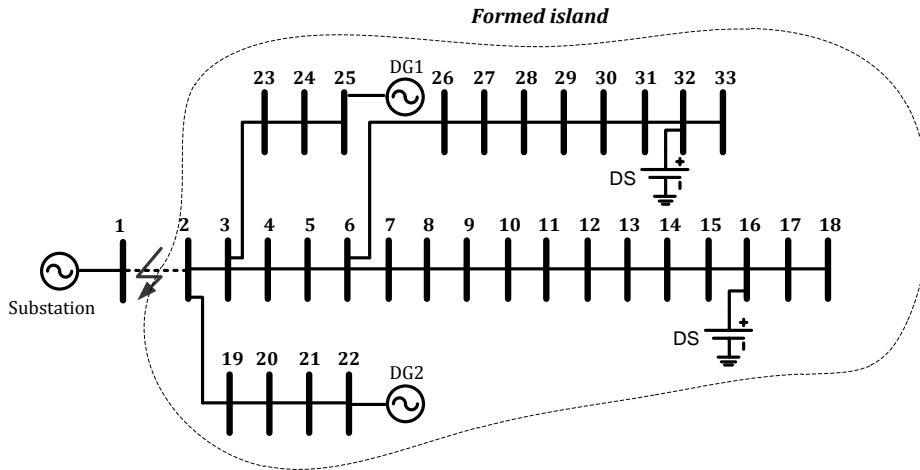 Formed island
23 24 25 DG1 26 27 28 29 30 31 32 33
DS + -
1 2 3 4 5 6 7 8 9 10 11 12 13 14 15 16 17 18
Substation
DS + -
19 20 21 22 DG2